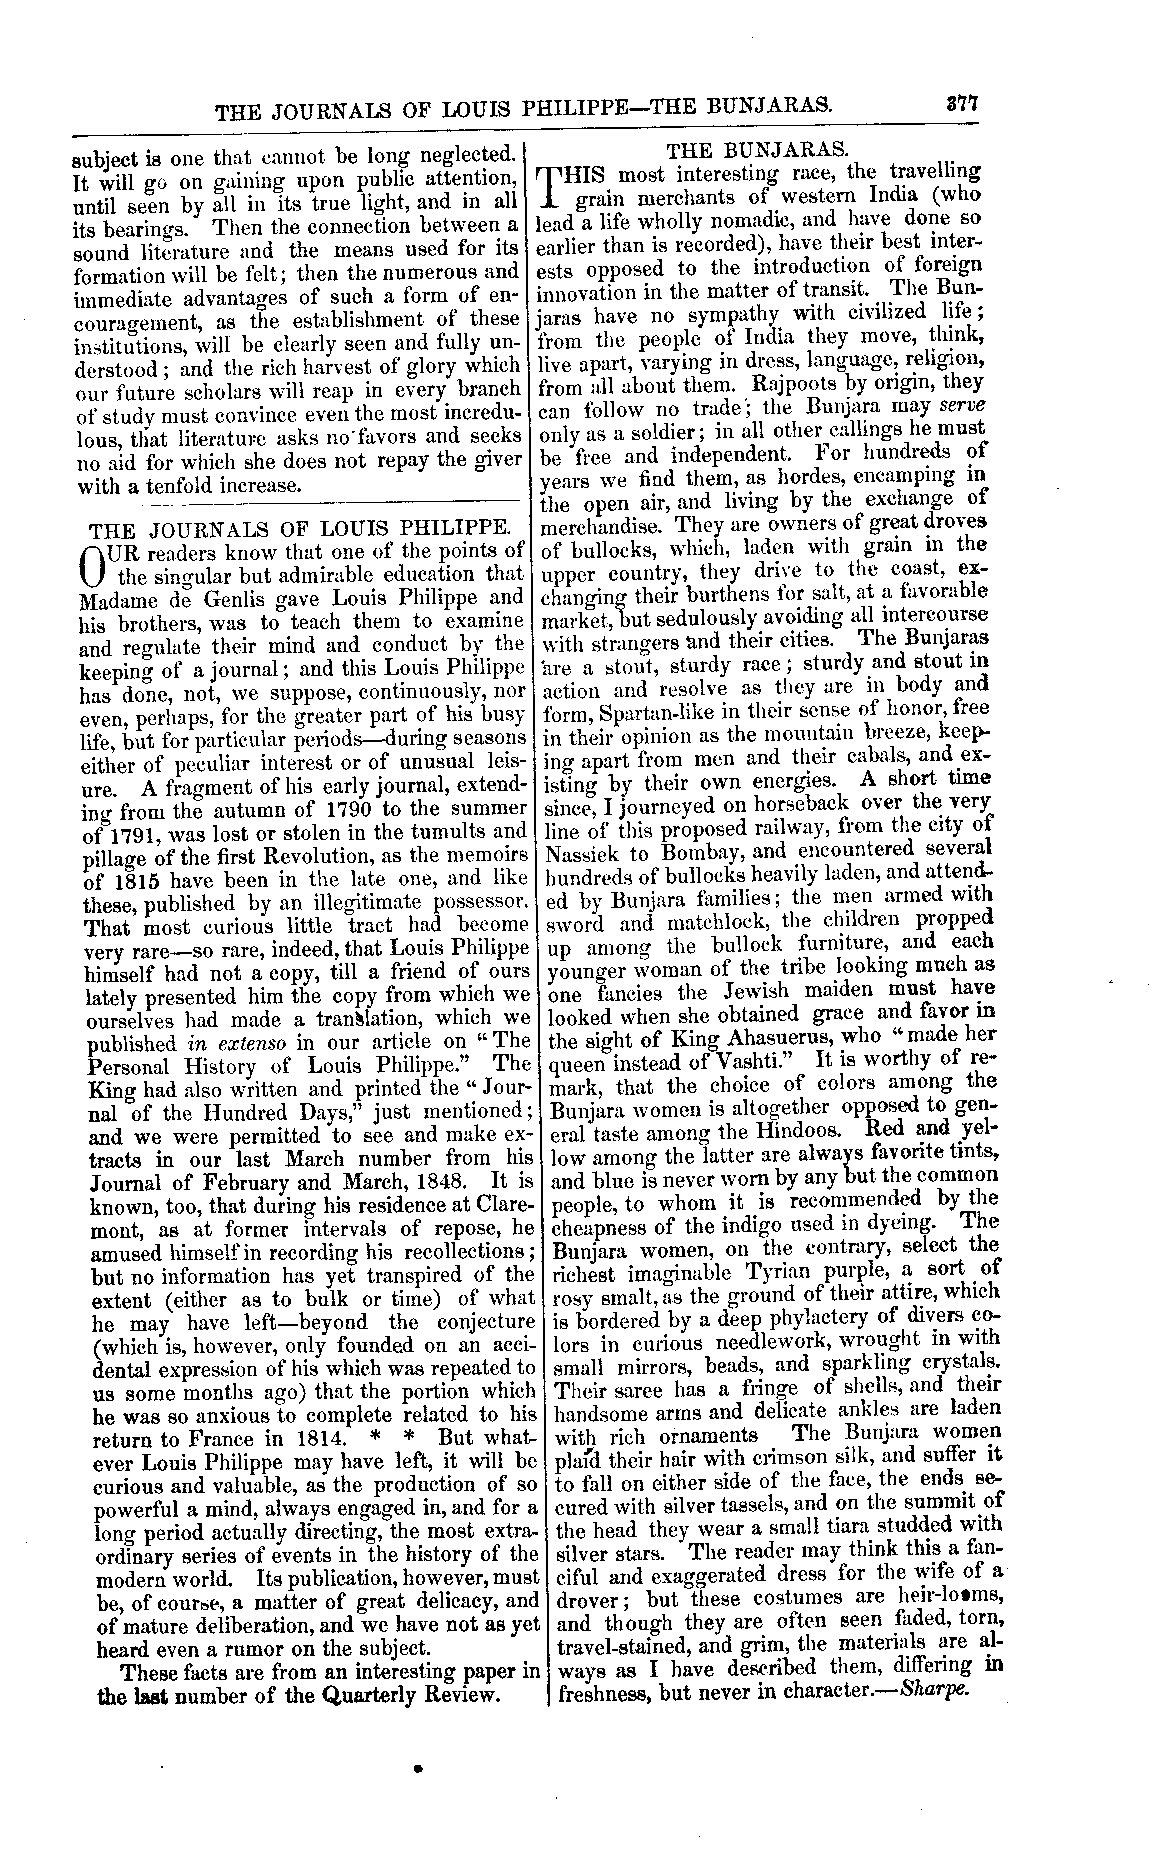 THE JOURNALS OF LOUIS PHILIPPE—THE BUNJARAS. 377
subject is one that cannot be long neglected.
It will go on gaining upon public attention,
until seen by all in its true light, and in all
its bearings. Then the connection between a
sound literature and the means used for its
formation will be felt; then the numerous and
immediate advantages of such a form of en-
couragement, as the establishment of these
institutions, will be clearly seen and fully un-
derstood; and the rich harvest of glory which
our future scholars will reap in every branch
of study must convince even the most incredu-
lous, that literature asks no favors and seeks
no aid for which she does not repay the giver
with a tenfold increase.
THE JOURNALS OF LOUIS PHILIPPE.
OUR readers know that one of the points of
the singular but admirable education that
Madame de Genlis gave Louis Philippe and
his brothers, was to teach them to examine
and regulate their mind and conduct by the
keeping of a journal; and this Louis Philippe
has done, not, we suppose, continuously, nor
even, perhaps, for the greater part of his busy
life, but for particular periods—during seasons
either of peculiar interest or of unusual leis-
ure. A fragment of his early journal, extend-
ing from the autumn of 1790 to the summer
of 1791, was lost or stolen in the tumults and
pillage of the first Revolution, as the memoirs
of 1815 have been in the late one, and like
these, published by an illegitimate possessor.
That most curious little tract had become
very rare—so rare, indeed, that Louis Philippe
himself had not a copy, till a friend of ours
lately presented him the copy from which we
ourselves had made a translation, which we
published in extenso in our article on "The
Personal History of Louis Philippe." The
King had also written and printed the "Jour-
nal of the Hundred Days," just mentioned;
and we were permitted to see and make ex-
tracts in our last March number from his
Journal of February and March, 1848. It is
known, too, that during his residence at Clare-
mont, as at former intervals of repose, he
amused himself in recording his recollections;
but no information has yet transpired of the
extent (either as to bulk or time) of what
he may have left—beyond the conjecture
(which is, however, only founded on an acci-
dental expression of his which was repeated to
us some months ago) that the portion which
he was so anxious to complete related to his
return to France in 1814. * * But what-
ever Louis Philippe may have left, it will be
curious and valuable, as the production of so
powerful a mind, always engaged in, and for a
long period actually directing, the most extra-
ordinary series of events in the history of the
modern world. Its publication, however, must
be, of course, a matter of great delicacy, and
of mature deliberation, and we have not as yet
heard even a rumor on the subject.
These facts are from an interesting paper in
the last number of the Quarterly Review.
THE BUNJARAS.
THIS most interesting race, the travelling
grain merchants of western India (who
lead a life wholly nomadic, and have done so
earlier than is recorded), have their best inter-
ests opposed to the introduction of foreign
innovation in the matter of transit. The Bun-
jaras have no sympathy with civilized life;
from the people of India they move, think,
live apart, varying in dress, language, religion,
from all about them. Rajpoots by origin, they
can follow no trade; the Bunjara may serve
only as a soldier; in all other callings he must
be free and independent. For hundreds of
years we find them, as hordes, encamping in
the open air, and living by the exchange of
merchandise. They are owners of great droves
of bullocks, which, laden with grain in the
upper country, they drive to the coast, ex-
changing their burthens for salt, at a favorable
market, but sedulously avoiding all intercourse
with strangers and their cities. The Bunjaras
are a stout, sturdy race; sturdy and stout in
action and resolve as they are in body and
form, Spartan-like in their sense of honor, free
in their opinion as the mountain breeze, keep-
ing apart from men and their cabals, and ex-
isting by their own energies. A short time
since, I journeyed on horseback over the very
line of this proposed railway, from the city of
Nassiek to Bombay, and encountered several
hundreds of bullocks heavily laden, and attend-
ed by Bunjara families; the men armed with
sword and matchlock, the children propped
up among the bullock furniture, and each
younger woman of the tribe looking much as
one fancies the Jewish maiden must have
looked when she obtained grace and favor in
the sight of King Ahasuerus, who "made her
queen instead of Vashti." It is worthy of re-
mark, that the choice of colors among the
Bunjara women is altogether opposed to gen-
eral taste among the Hindoos. Red and yel-
low among the latter are always favorite tints,
and blue is never worn by any but the common
people, to whom it is recommended by the
cheapness of the indigo used in dyeing. The
Bunjara women, on the contrary, select the
richest imaginable Tyrian purple, a sort of
rosy smalt, as the ground of their attire, which
is bordered by a deep phylactery of divers co-
lors in curious needlework, wrought in with
small mirrors, beads, and sparkling crystals.
Their saree has a fringe of shells, and their
handsome arms and delicate ankles are laden
with rich ornaments The Bunjara women
plaid their hair with crimson silk, and suffer it
to fall on either side of the face, the ends se-
cured with silver tassels, and on the summit of
the head they wear a small tiara studded with
silver stars. The reader may think this a fan-
ciful and exaggerated dress for the wife of a
drover; but these costumes are heir-looms,
and though they are often seen faded, torn,
travel-stained, and grim, the materials are al-
ways as I have described them, differing in
freshness, but never in character.—Sharpe.